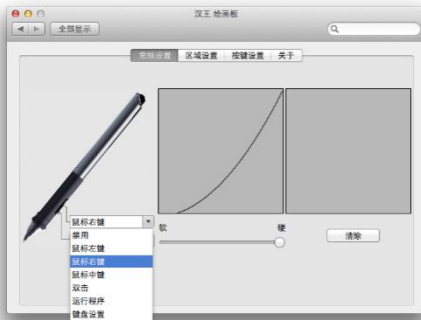 汉王 绘画板
全部显示
常规设置 区域设置 按键设置 关于
鼠标右键
软 硬
禁用
鼠标左键
鼠标右键
鼠标中键
双击
运行程序
键盘设置
清除